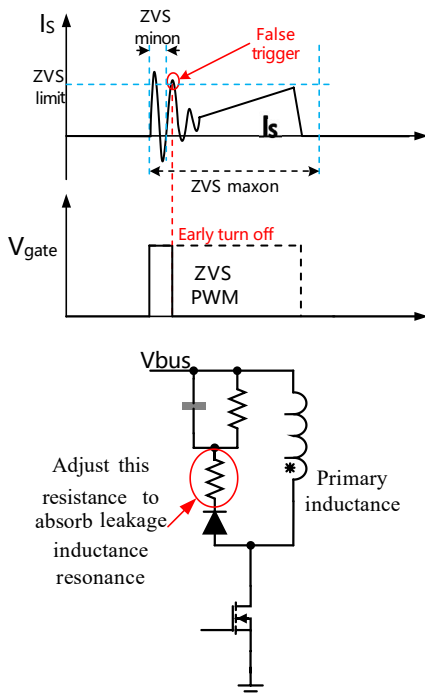 Is
ZVS
minon
False
trigger
ZVS
limit
Is
ZVS maxon
Vgate
Early turn off
ZVS
PWM
Vbus
Adjust this
resistance to
absorb leakage
inductance
resonance
Primary
inductance